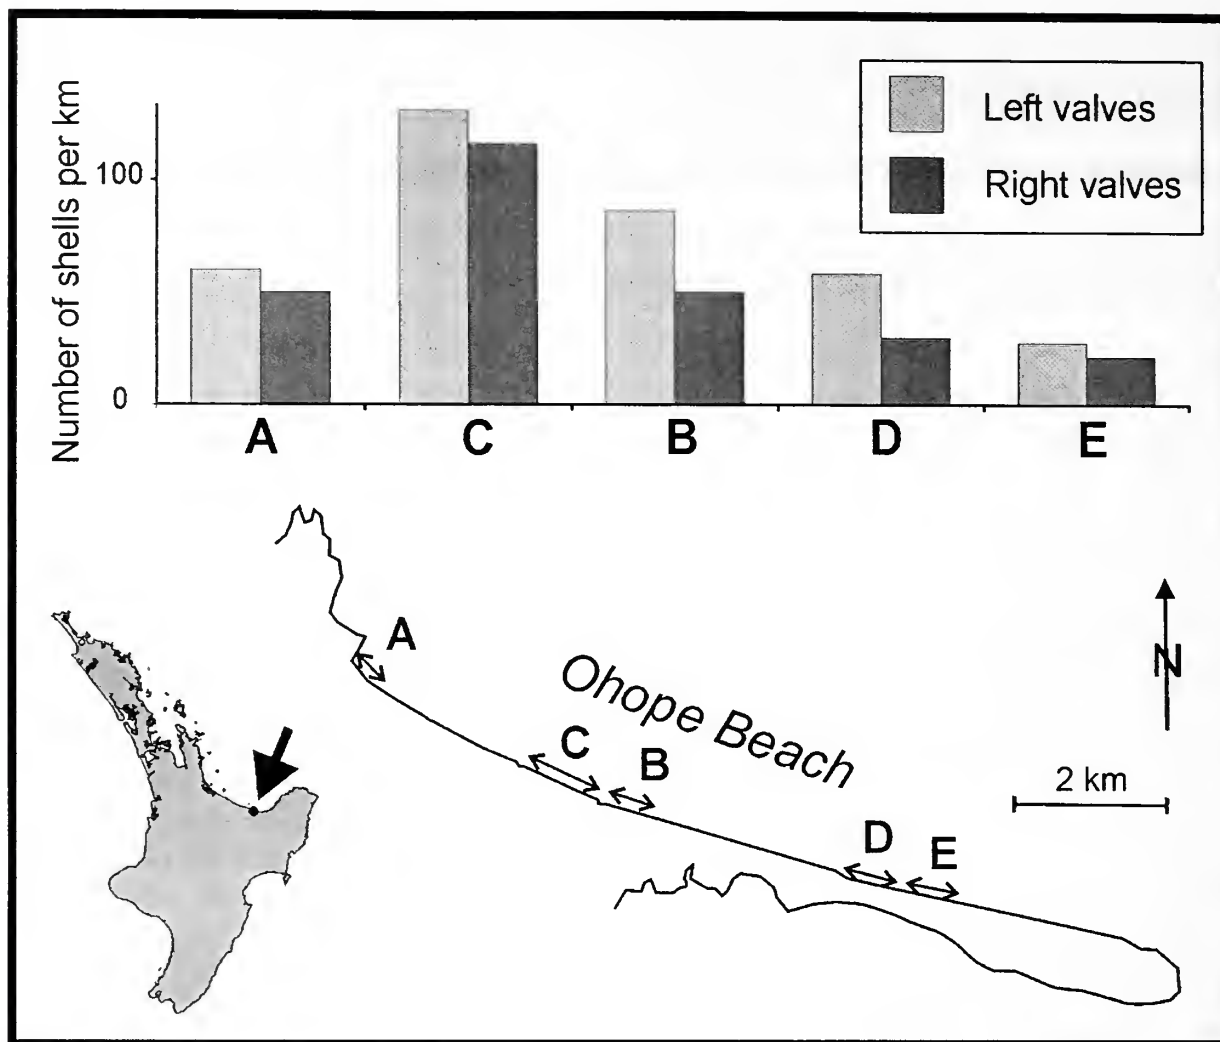 Number of shells per km
100
0
Left valves
Right valves
A C B D E
A
Ohope Beach
C
B
D
E
N
2 km